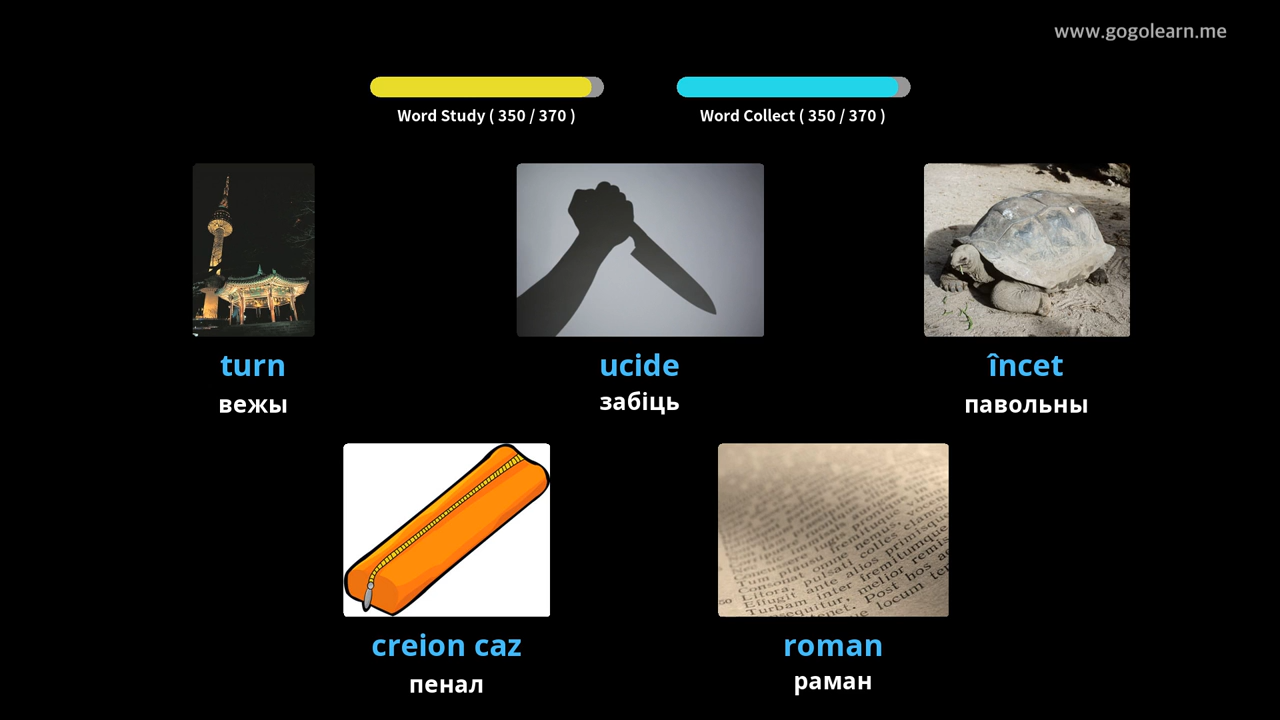 www.gogolearn.me
Word Study ( 350 / 370 )
Word Collect ( 350 / 370 )
turn
вежы
ucide
забіць
încet
павольны
creion caz
пенал
roman
раман